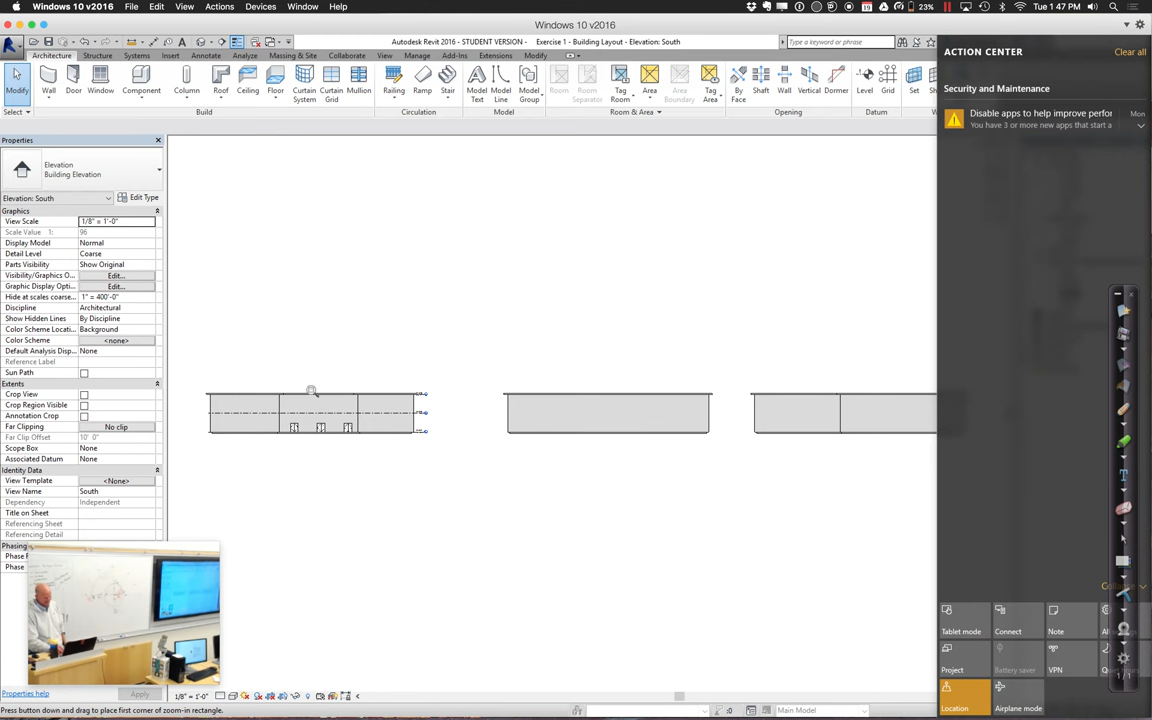 Windows 10 v2016 File Edit View Actions Devices Window Help
23% Tue 1:47 PM
Windows 10 v2016
Autodesk Revit 2016 - STUDENT VERSION - Exercise 1 - Building Layout - Elevation: South
Type a keyword or phrase
Architecture Structure Systems Insert Annotate Analyze Massing & Site Collaborate View Manage Add-Ins Extensions Modify
Modify Wall Door Window Component Column Roof Ceiling Floor Curtain System Curtain Grid Mullion Railing Ramp Stair Model Text Model Line Model Group Room Room Separator Tag Room Area Area Boundary Tag Area By Face Shaft Wall Vertical Dormer Level Grid Set
Select Build Circulation Model Room & Area Opening Datum
ACTION CENTER Clear all
Security and Maintenance
Disable apps to help improve perfor Mon
You have 3 or more new apps that start a
Properties
Elevation
Building Elevation
Elevation: South Edit Type
Graphics
View Scale 1/8" = 1'-0"
Scale Value 1: 96
Display Model Normal
Detail Level Coarse
Parts Visibility Show Original
Visibility/Graphics O... Edit...
Graphic Display Opti... Edit...
Hide at scales coarse... 1" = 400'-0"
Discipline Architectural
Show Hidden Lines By Discipline
Color Scheme Locati... Background
Color Scheme <none>
Default Analysis Disp... None
Reference Label
Sun Path
Extents
Crop View
Crop Region Visible
Annotation Crop
Far Clipping No clip
Far Clip Offset 10' 0"
Scope Box None
Associated Datum None
Identity Data
View Template <None>
View Name South
Dependency Independent
Title on Sheet
Referencing Sheet
Referencing Detail
Phasing
Phase F
Phase
Properties help Apply
1/8" = 1'-0"
Press button down and drag to place first corner of zoom-in rectangle.
:0 Main Model
Tablet mode Connect Note
Project Battery saver VPN
Location Airplane mode
1 / 1